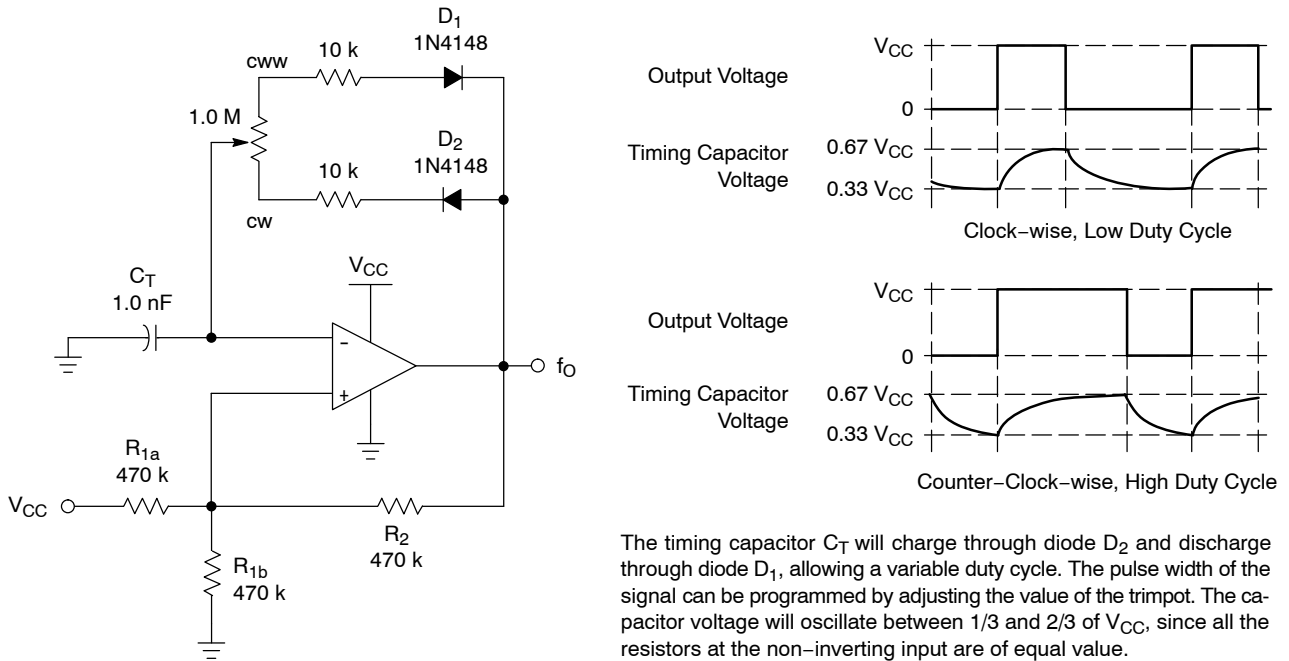 D1
1N4148
10 k
cww
1.0 M
D2
1N4148
10 k
cw
CT
1.0 nF
VCC
-
+
fO
R1a
470 k
VCC
R2
470 k
R1b
470 k
Output Voltage
VCC
0
Timing Capacitor
Voltage
0.67 VCC
0.33 VCC
Clock−wise, Low Duty Cycle
Output Voltage
VCC
0
Timing Capacitor
Voltage
0.67 VCC
0.33 VCC
Counter−Clock−wise, High Duty Cycle
The timing capacitor CT will charge through diode D2 and discharge
through diode D1, allowing a variable duty cycle. The pulse width of the
signal can be programmed by adjusting the value of the trimpot. The ca-
pacitor voltage will oscillate between 1/3 and 2/3 of VCC, since all the
resistors at the non−inverting input are of equal value.